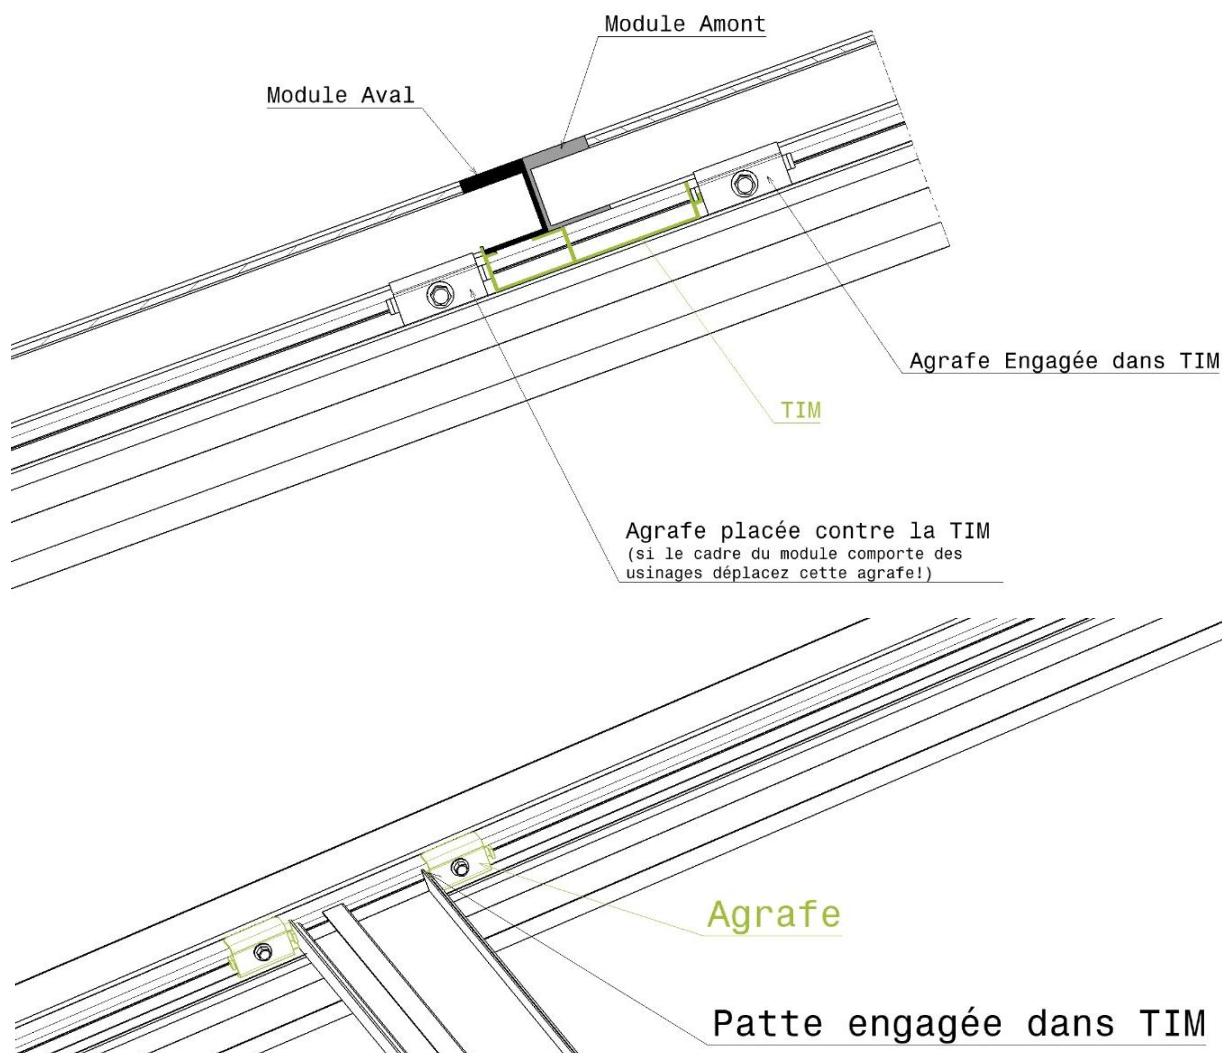 Module Amont
Module Aval
Agrafe Engagée dans TIM
TIM
Agrafe placée contre la TIM
(si le cadre du module comporte des
usinages déplacez cette agrafe!)
Agrafe
Patte engagée dans TIM